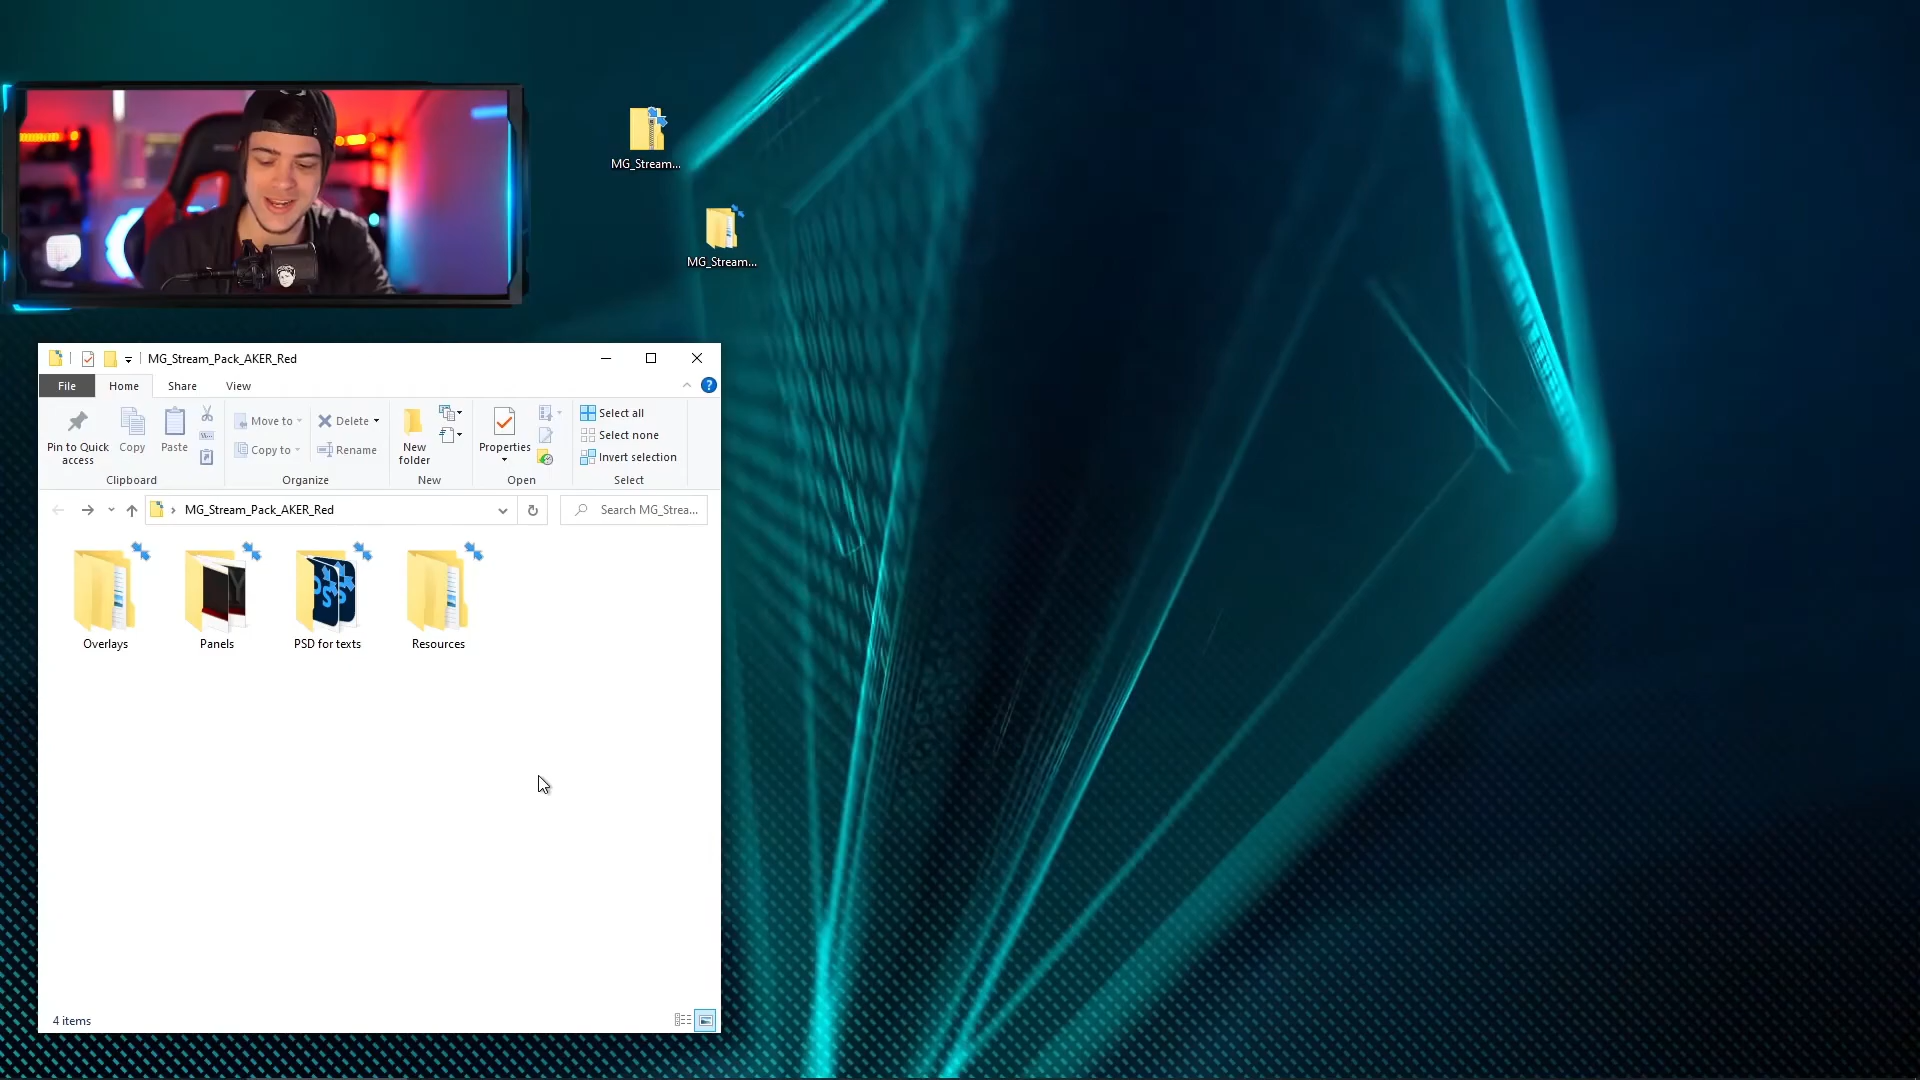 MG_Stream...
MG_Stream...
MG_Stream_Pack_AKER_Red
File
Home
Share
View
Pin to Quick access
Copy
Paste
Clipboard
Move to
Copy to
Delete
Rename
Organize
New folder
New
Properties
Open
Select all
Select none
Invert selection
Select
MG_Stream_Pack_AKER_Red
Search MG_Strea...
Overlays
Panels
PSD for texts
Resources
4 items